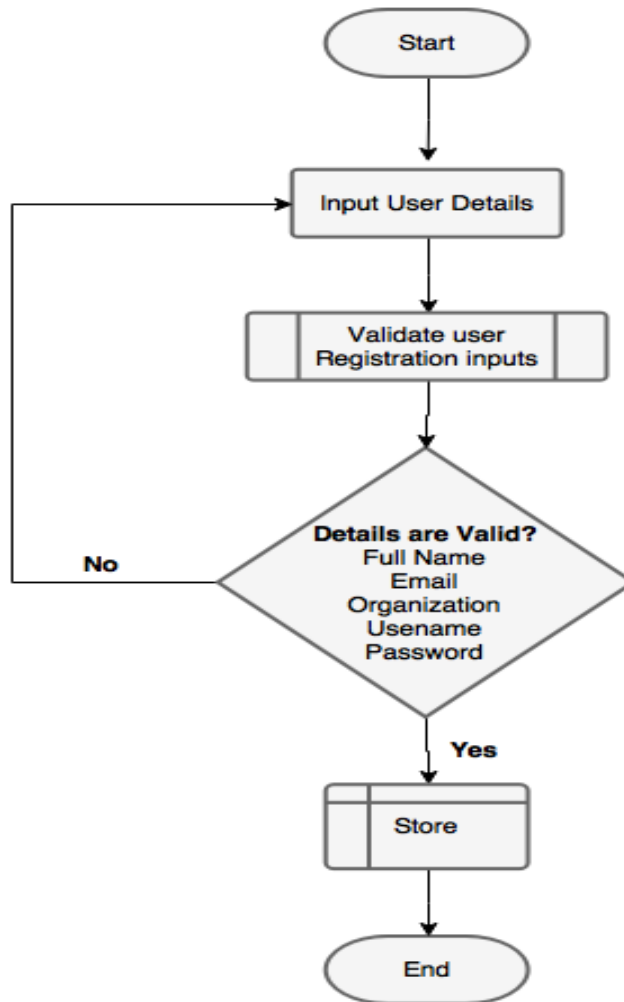 Start
Input User Details
Validate user
Registration inputs
Details are Valid?
Full Name
Email
Organization
Usename
Password
No
Yes
Store
End